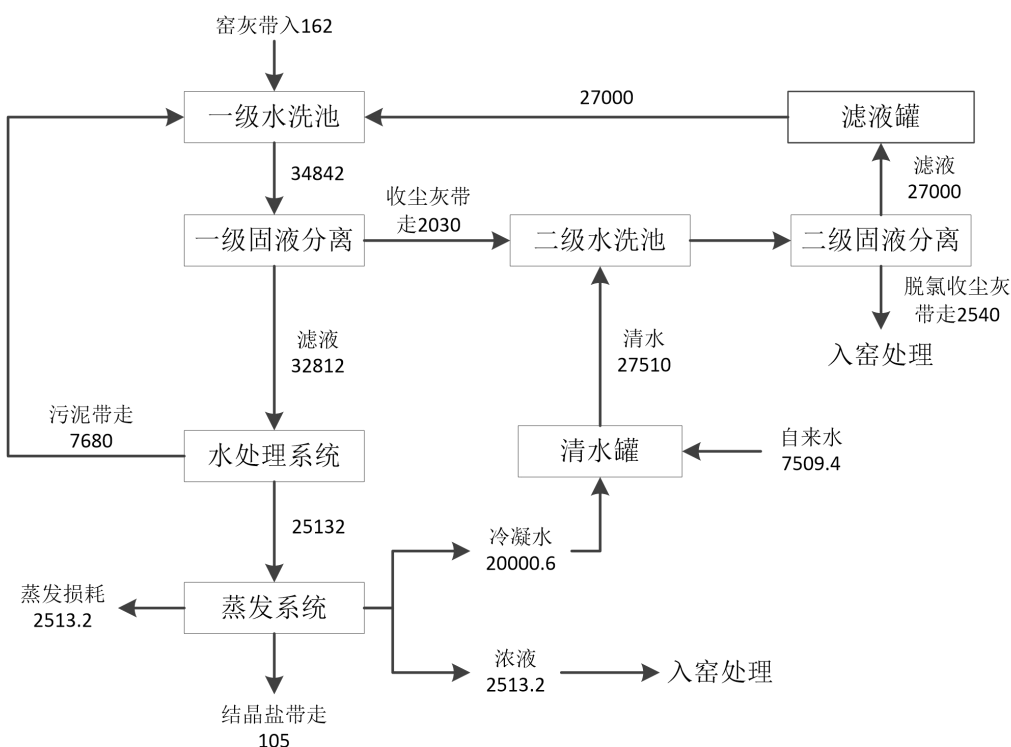 窑灰带入162
一级水洗池
27000
滤液罐
34842
滤液
27000
收尘灰带
走2030
一级固液分离
二级水洗池
二级固液分离
脱氯收尘灰
带走2540
入窑处理
滤液
32812
清水
27510
污泥带走
7680
水处理系统
清水罐
自来水
7509.4
25132
冷凝水
20000.6
蒸发损耗
2513.2
蒸发系统
浓液
2513.2
入窑处理
结晶盐带走
105